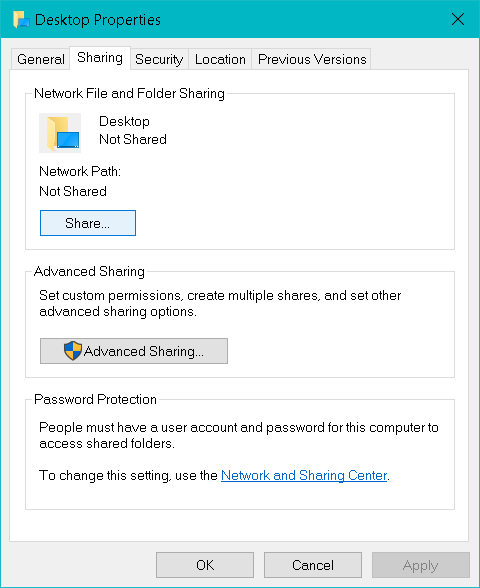 Desktop Properties
General Sharing Security Location Previous Versions
Network File and Folder Sharing
Desktop
Not Shared
Network Path:
Not Shared
Share...
Advanced Sharing
Set custom permissions, create multiple shares, and set other
advanced sharing options.
Advanced Sharing...
Password Protection
People must have a user account and password for this computer to
access shared folders.
To change this setting, use the Network and Sharing Center.
OK Cancel Apply